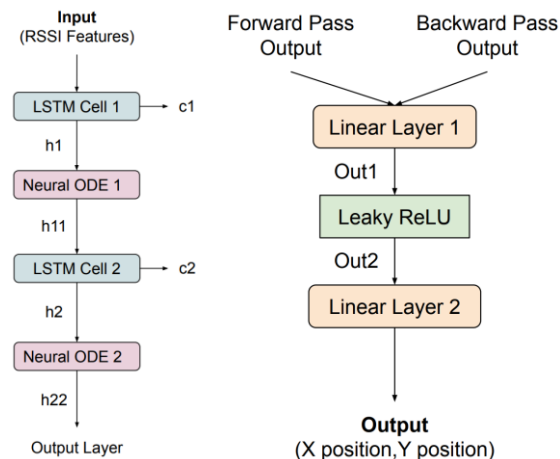 Input
(RSSI Features)
LSTM Cell 1
c1
h1
Neural ODE 1
h11
LSTM Cell 2
c2
h2
Neural ODE 2
h22
Output Layer
Forward Pass
Output
Backward Pass
Output
Linear Layer 1
Out1
Leaky ReLU
Out2
Linear Layer 2
Output
(X position,Y position)